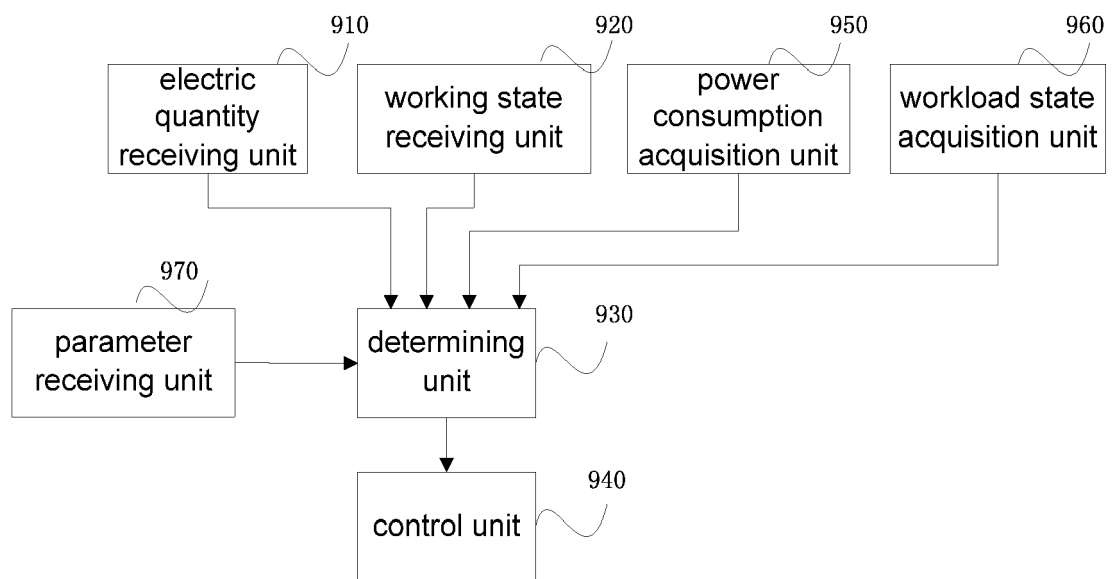 910
920
950
960
electric
quantity
receiving unit
working state
receiving unit
power
consumption
acquisition unit
workload state
acquisition unit
970
parameter
receiving unit
determining
unit
930
control unit
940